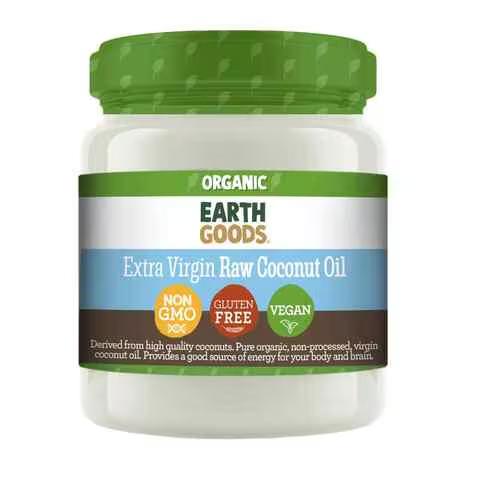 ORGANIC
EARTH
GOODS®
Extra Virgin Raw Coconut Oil
NON
GMO
GLUTEN
FREE
VEGAN
Derived from high quality coconuts. Pure organic, non-processed, virgin
coconut oil. Provides a good source of energy for your body and brain.